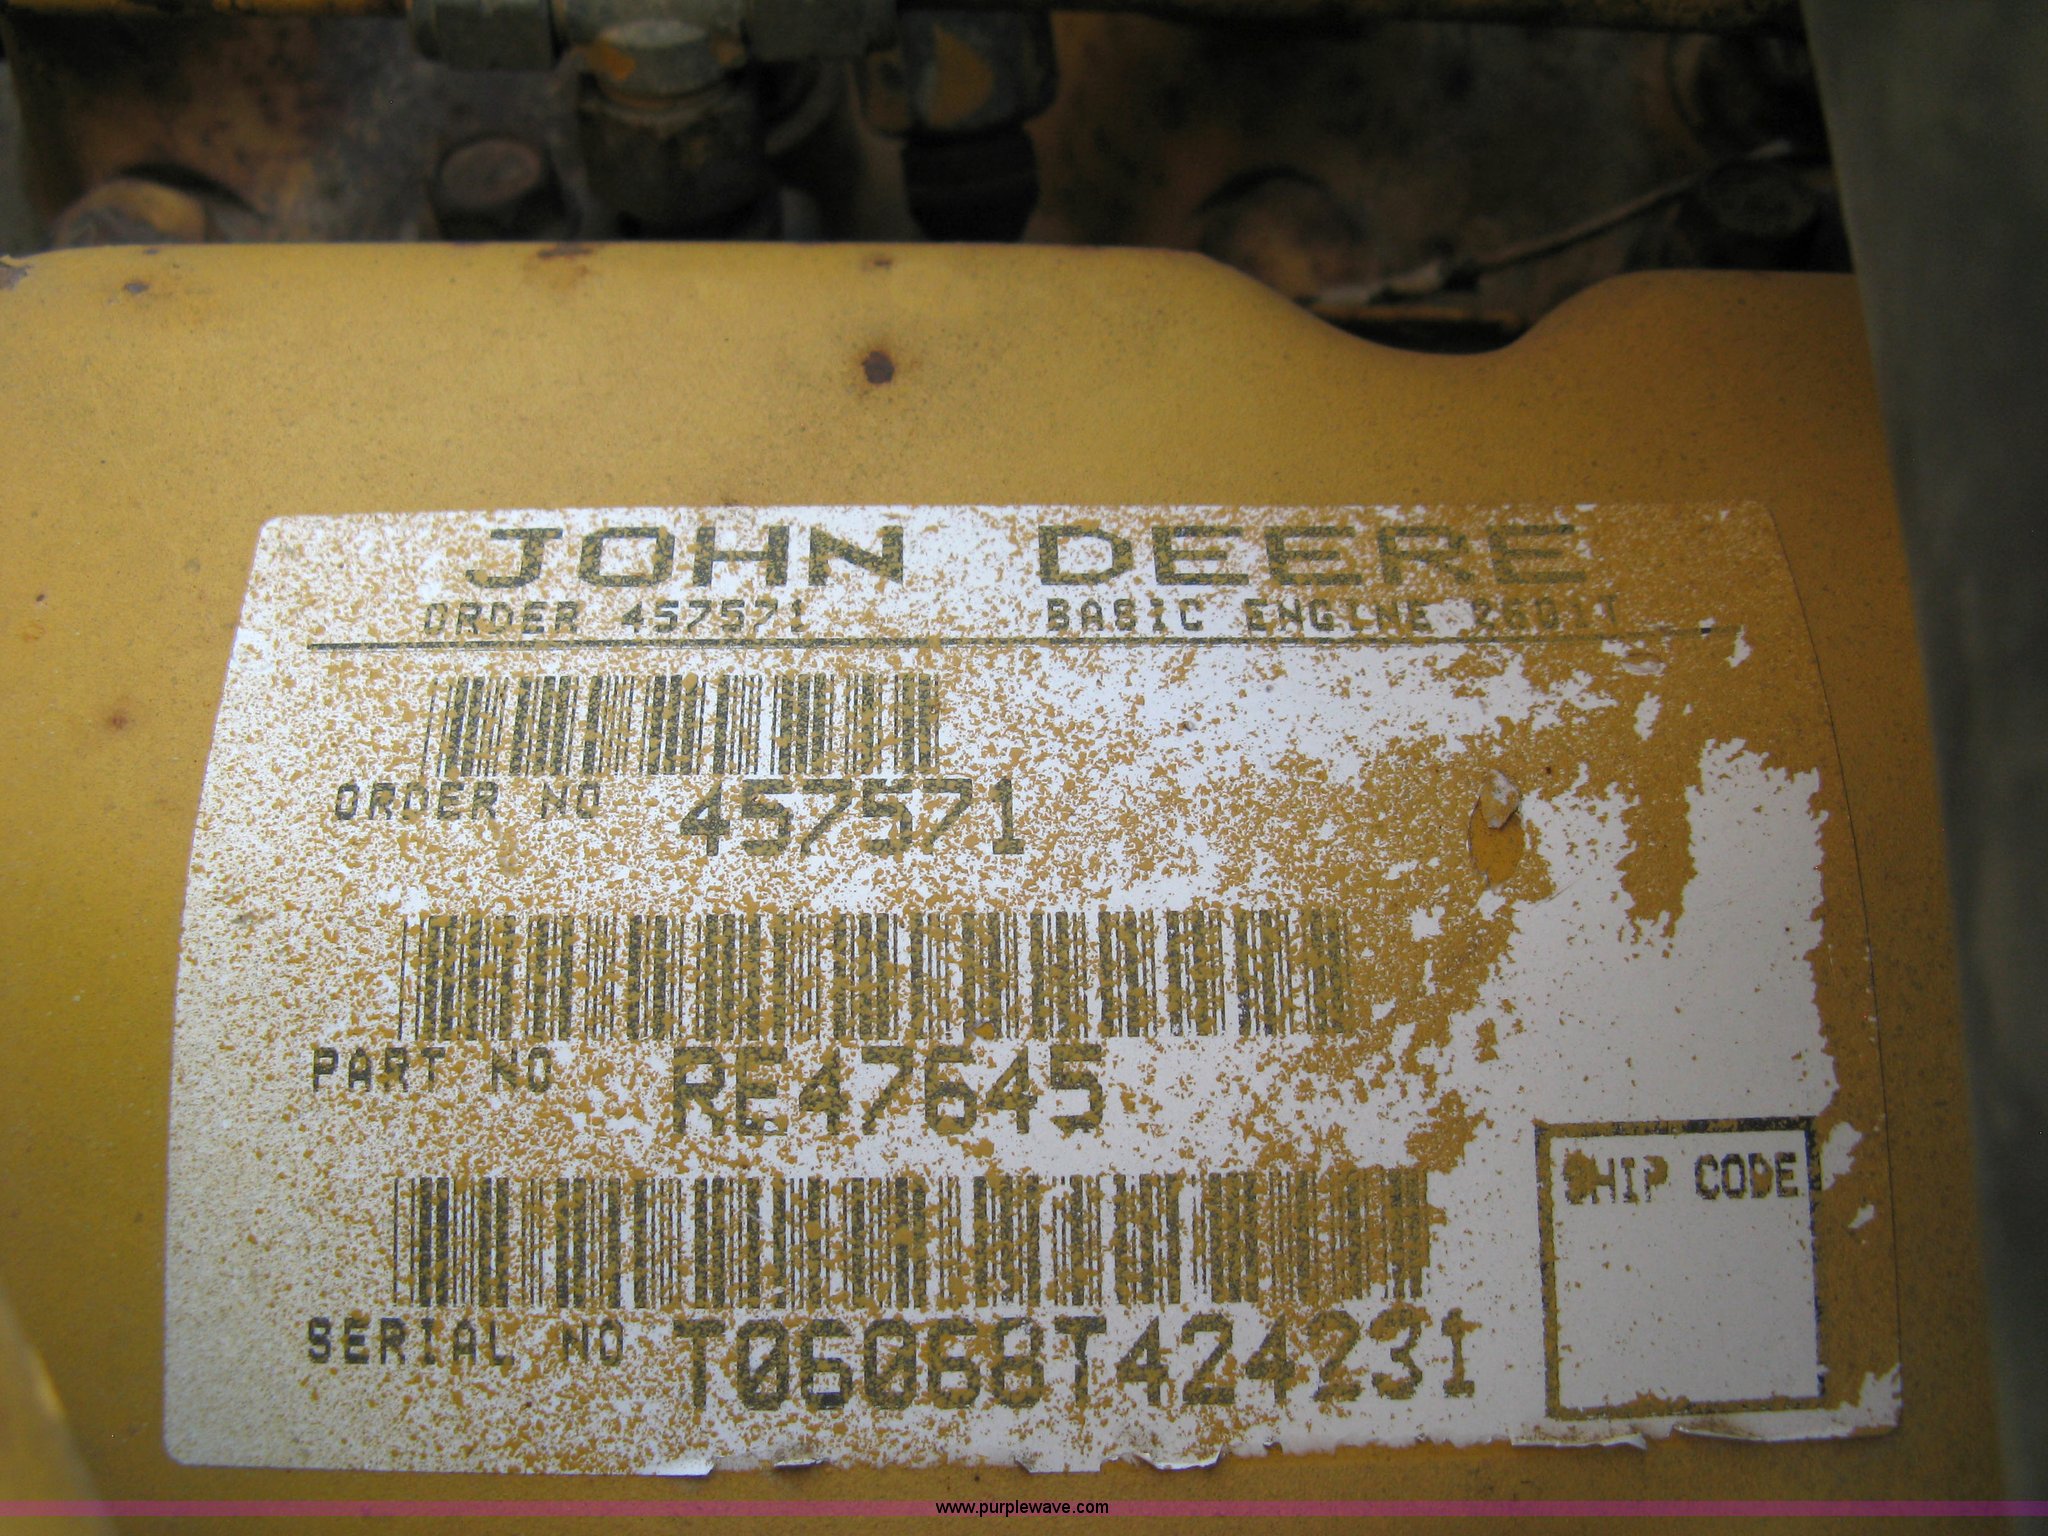 JOHN DEERE
ORDER 457571 BASIC ENGINE 2601T
ORDER NO 457571
PART NO RE47645
SHIP CODE
SERIAL NO T06068T424231
www.purplewave.com